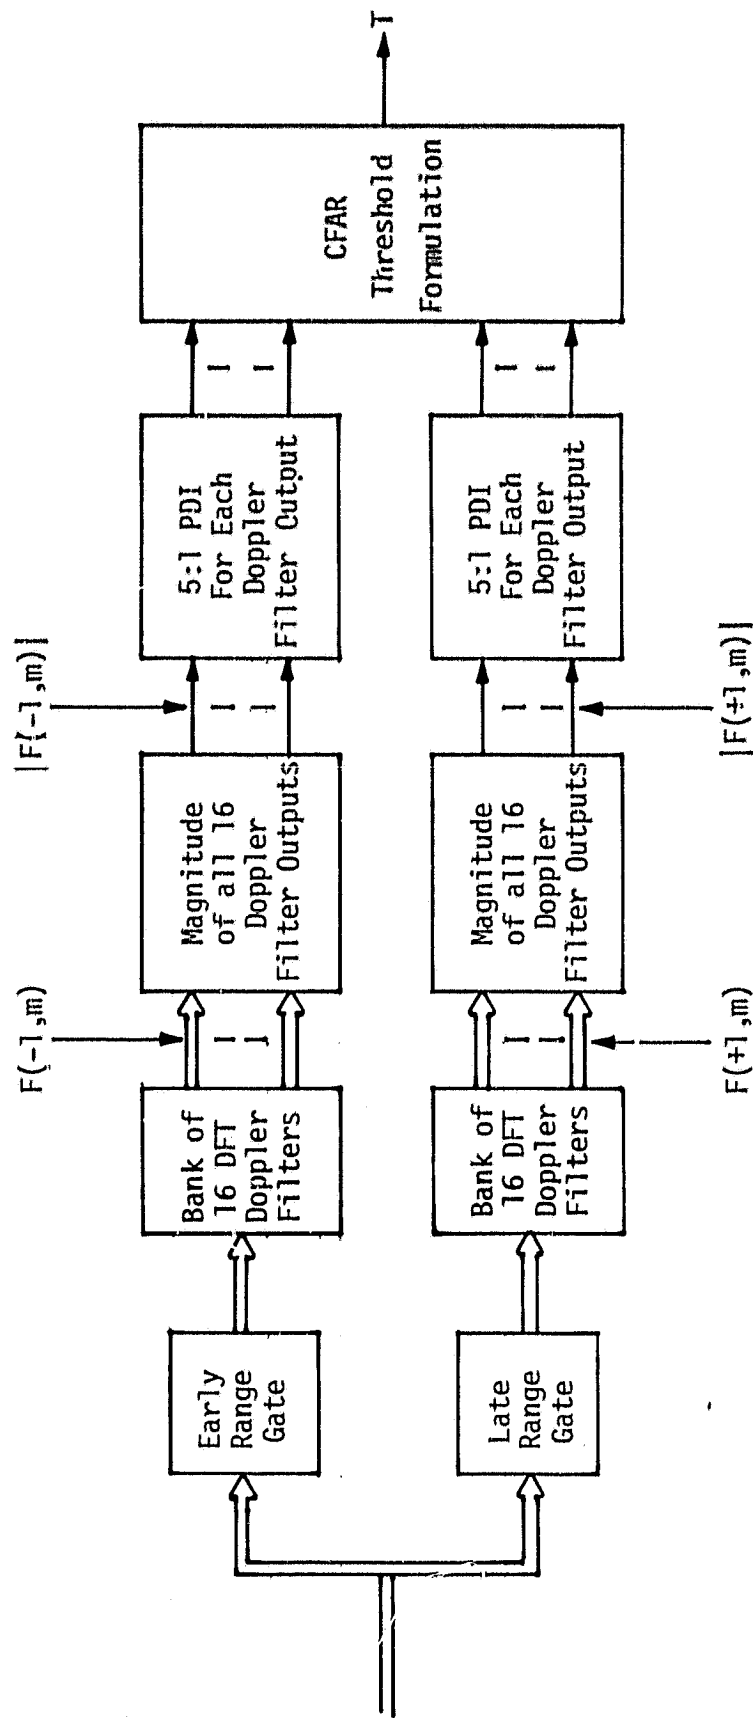 Early
Range
Gate
Late
Range
Gate
Bank of
16 DFT
Doppler
Filters
Bank of
16 DFT
Doppler
Filters
F(-1,m)
F(+1,m)
Magnitude
of all 16
Doppler
Filter Outputs
Magnitude
of all 16
Doppler
Filter Outputs
|F(-1,m)|
|F(+1,m)|
5:1 PDI
For Each
Doppler
Filter Output
5:1 PDI
For Each
Doppler
Filter Output
CFAR
Threshold
Formulation
T